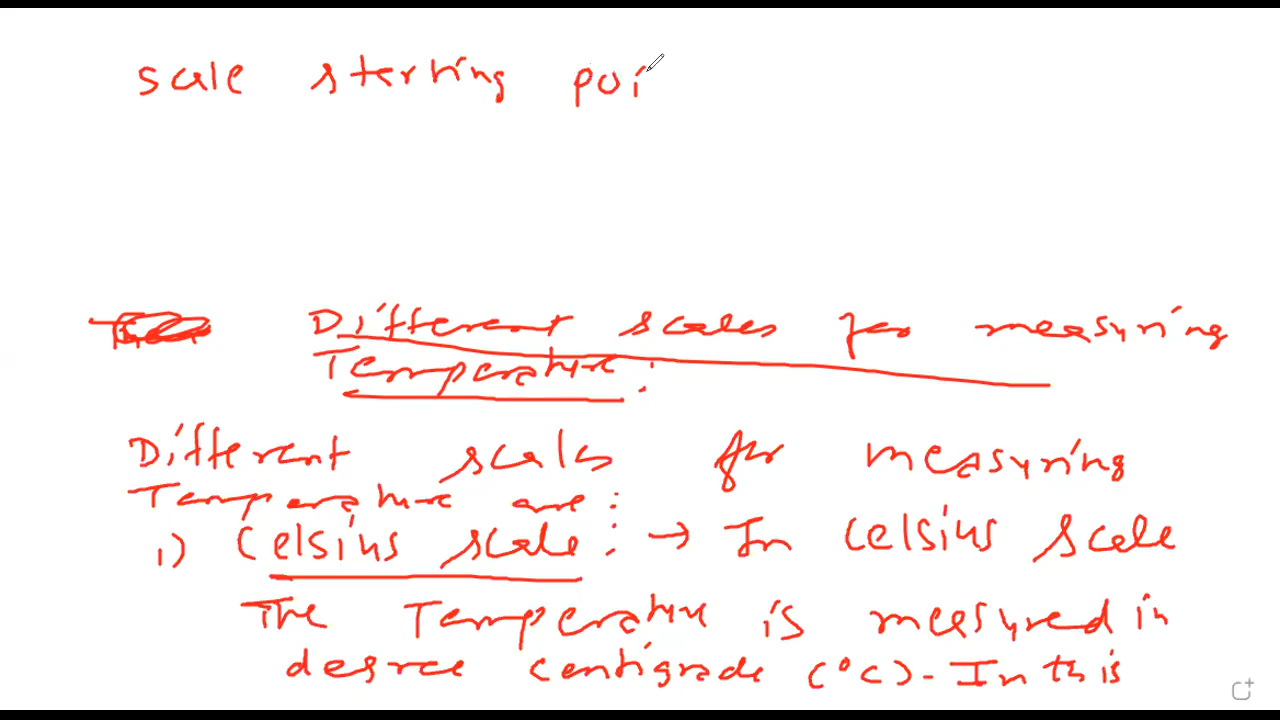 scale sterting poi
Different scales for measuring
Temperature :
Different scales for measuring
Temperature are :
1) Celsius scale : → In Celsius scale
The Temperature is measured in
degree centigrade (°C). In this